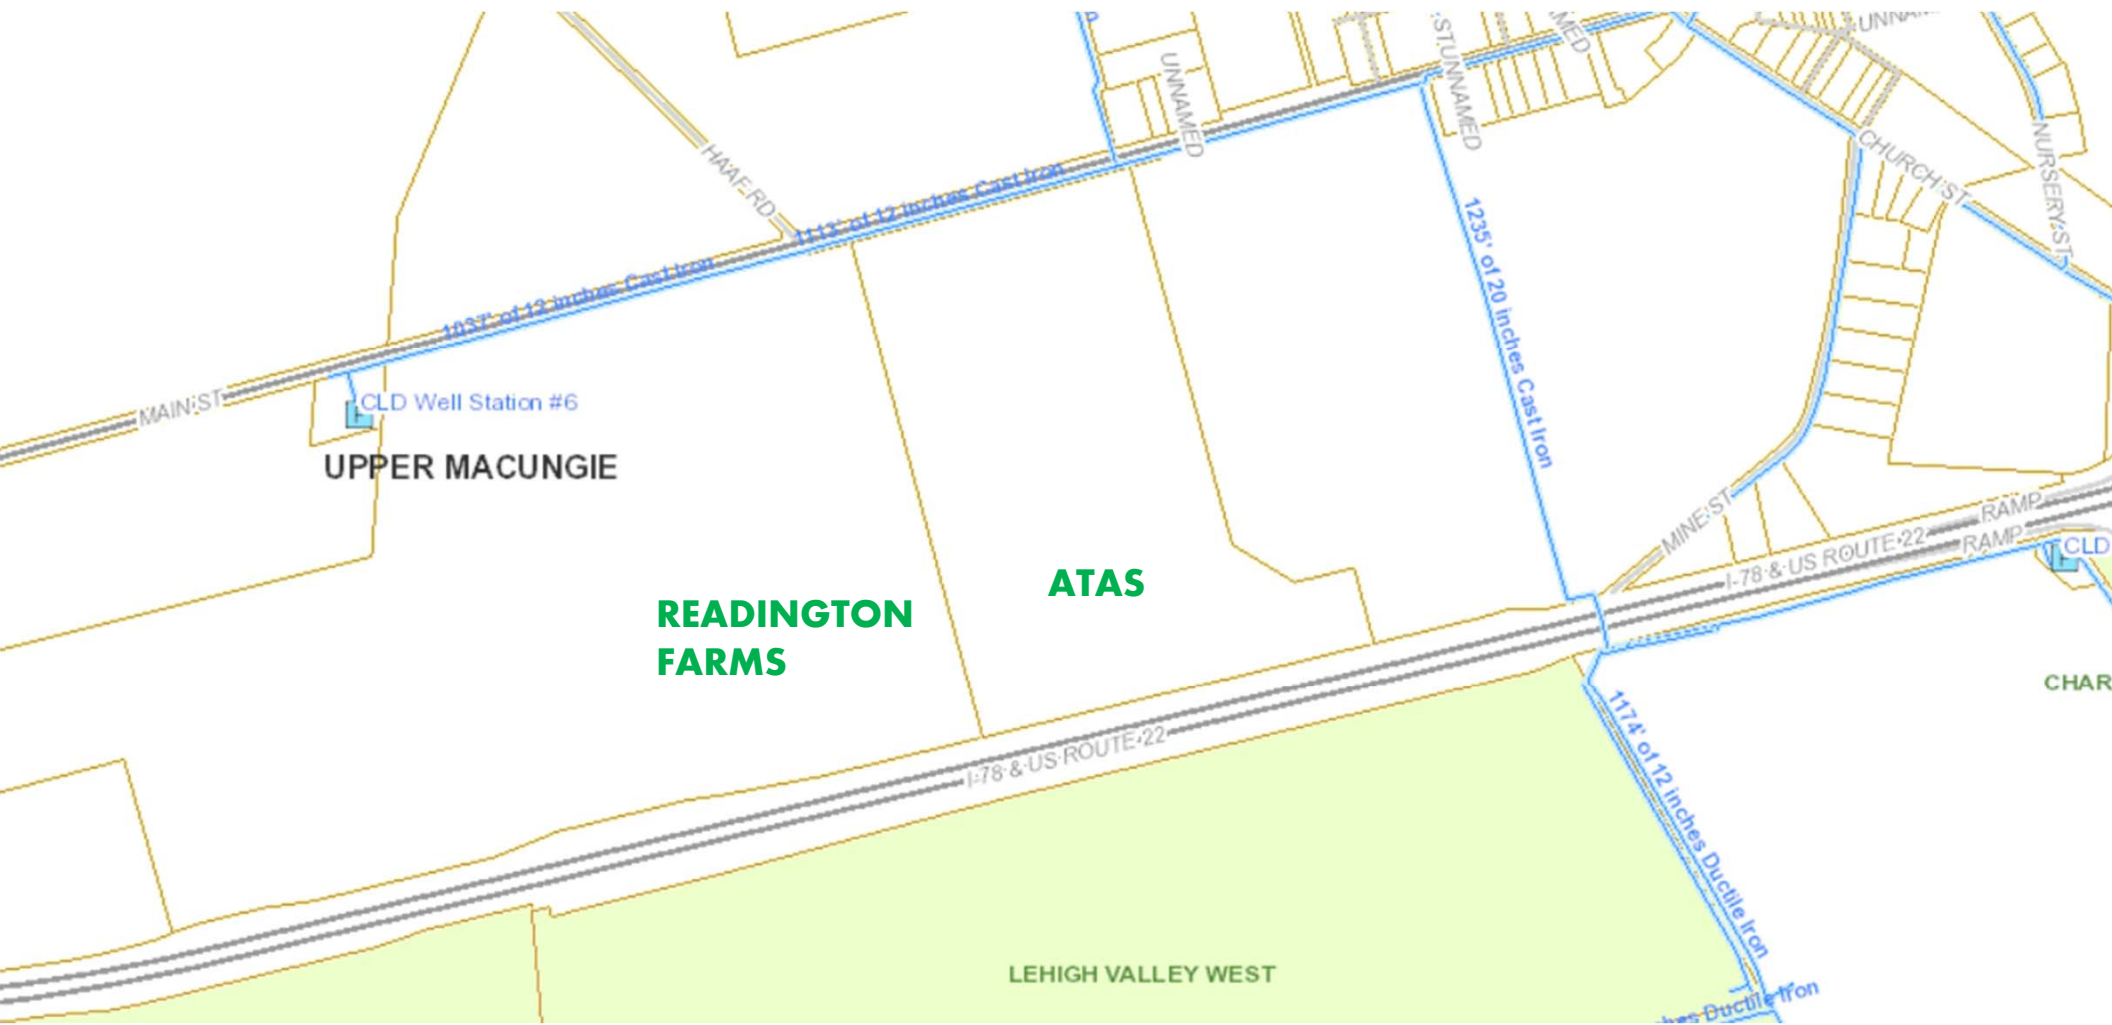 UNNAM
UNNAMED
ST
UNNAMED
MED
HAAF RD
CHURCH ST
NURSERY ST
1113' of 12 inches Cast Iron
1037' of 12 inches Cast Iron
1235' of 20 inches Cast Iron
MAIN ST
CLD Well Station #6
UPPER MACUNGIE
MINE ST
RAMP
RAMP
I-78 & US ROUTE 22
CLD
ATAS
READINGTON
FARMS
CHAR
I-78 & US ROUTE 22
1174' of 12 inches Ductile Iron
LEHIGH VALLEY WEST
hes Ductile Iron